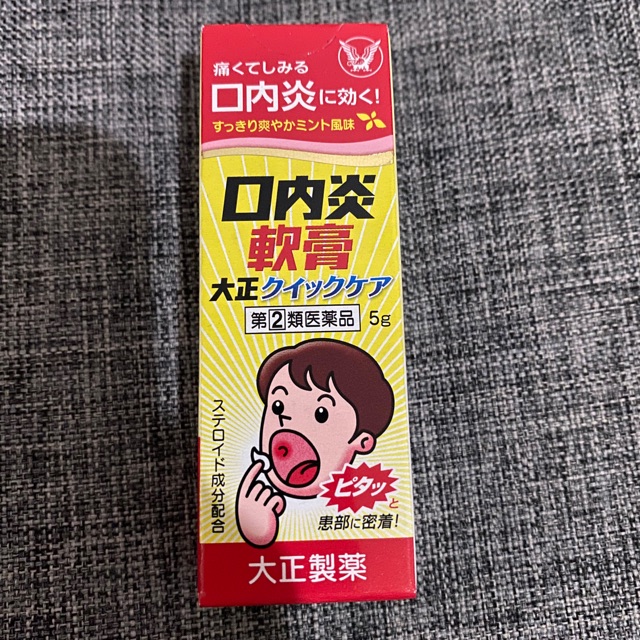 痛くてしみる
口内炎に効く!
すっきり爽やかミント風味
口内炎
軟膏
大正クイックケア
指定②類医薬品 5g
ステロイド成分配合
ピタッと
患部に密着!
大正製薬